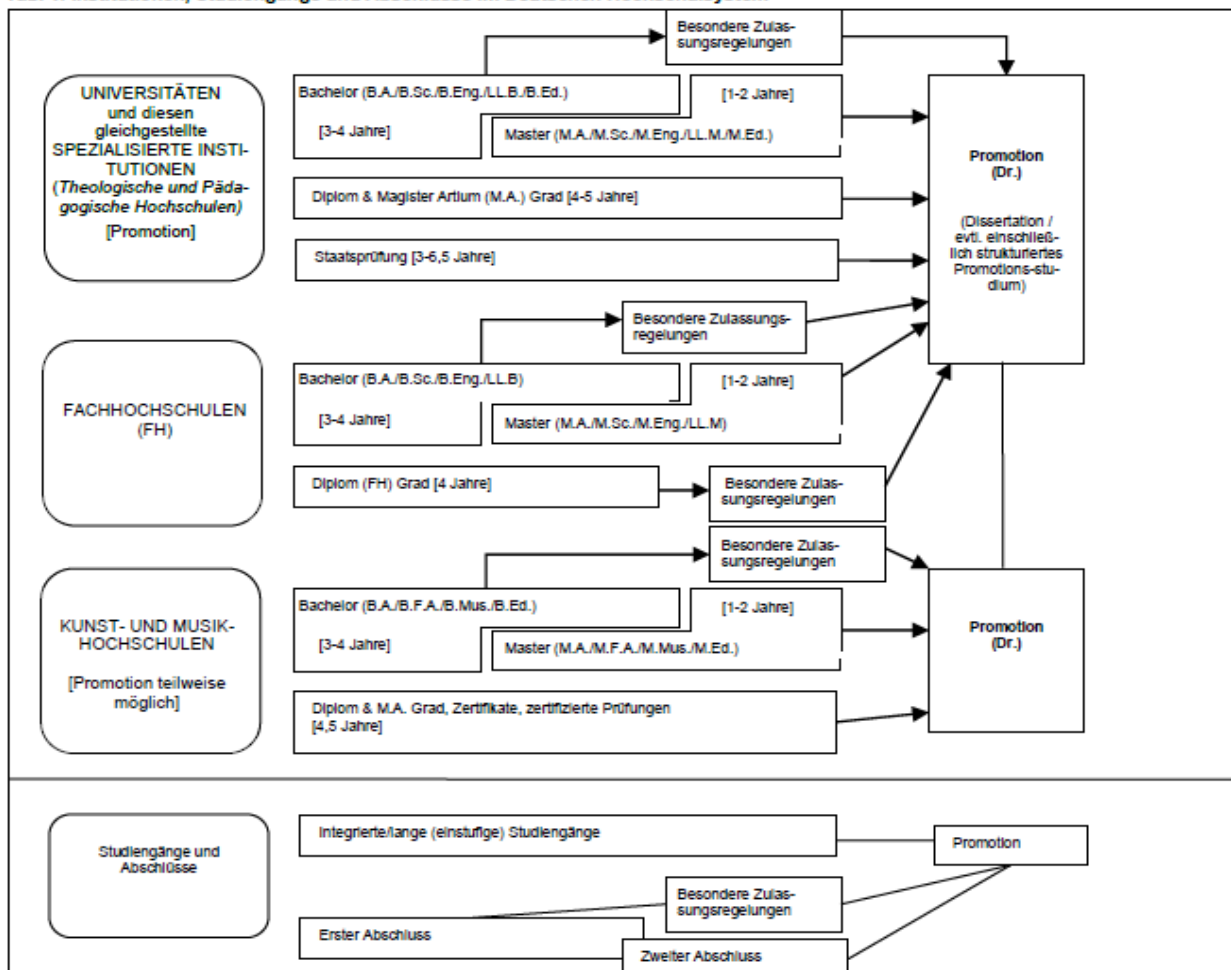 Besondere Zulas-
sungsregelungen
UNIVERSITÄTEN
und diesen
gleichgestellte
SPEZIALISIERTE INSTI-
TUTIONEN
(Theologische und Päda-
gogische Hochschulen)
[Promotion]
Bachelor (B.A./B.Sc./B.Eng./LL.B./B.Ed.)
[3-4 Jahre]
[1-2 Jahre]
Master (M.A./M.Sc./M.Eng./LL.M./M.Ed.)
Diplom & Magister Artium (M.A.) Grad [4-5 Jahre]
Staatsprüfung [3-6,5 Jahre]
Promotion
(Dr.)
(Dissertation /
evtl. einschließ-
lich strukturiertes
Promotions-stu-
dium)
Besondere Zulassungs-
regelungen
FACHHOCHSCHULEN
(FH)
Bachelor (B.A./B.Sc./B.Eng./LL.B)
[3-4 Jahre]
[1-2 Jahre]
Master (M.A./M.Sc./M.Eng./LL.M)
Diplom (FH) Grad [4 Jahre]
Besondere Zulas-
sungsregelungen
Besondere Zulas-
sungsregelungen
KUNST- UND MUSIK-
HOCHSCHULEN
[Promotion teilweise
möglich]
Bachelor (B.A./B.F.A./B.Mus./B.Ed.)
[3-4 Jahre]
[1-2 Jahre]
Master (M.A./M.F.A./M.Mus./M.Ed.)
Diplom & M.A. Grad, Zertifikate, zertifizierte Prüfungen
[4,5 Jahre]
Promotion
(Dr.)
Studiengänge und
Abschlüsse
Integrierte/lange (einstufige) Studiengänge
Promotion
Besondere Zulas-
sungsregelungen
Erster Abschluss
Zweiter Abschluss